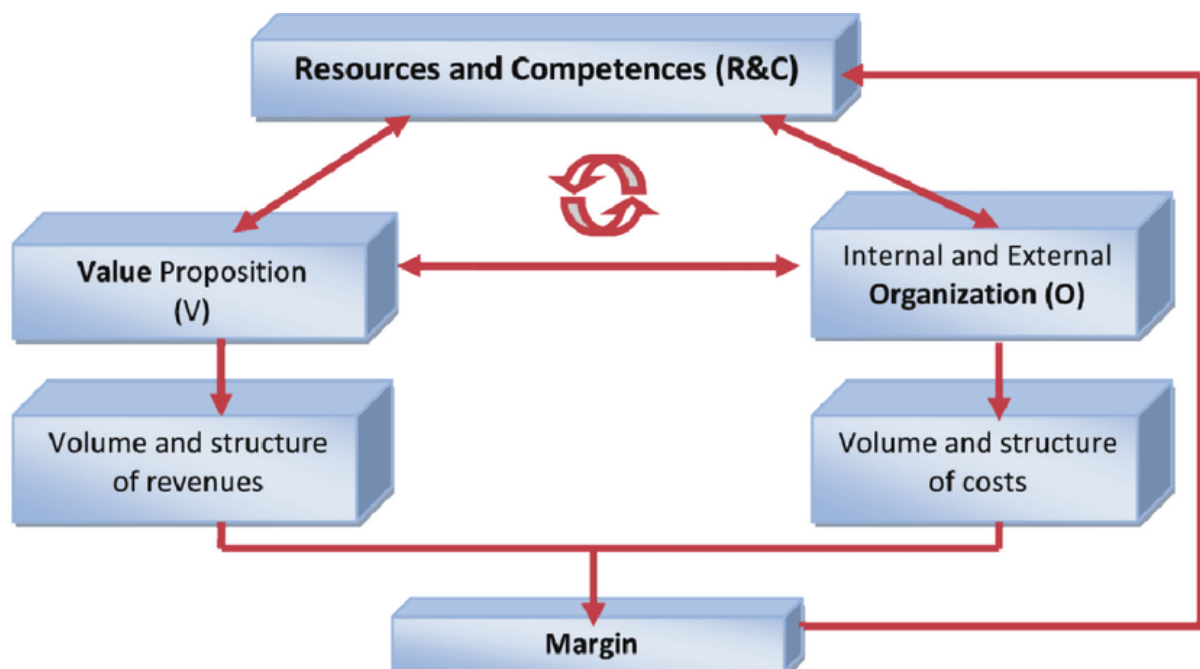 Resources and Competences (R&C)
Value Proposition
(V)
Internal and External
Organization (O)
Volume and structure
of revenues
Volume and structure
of costs
Margin